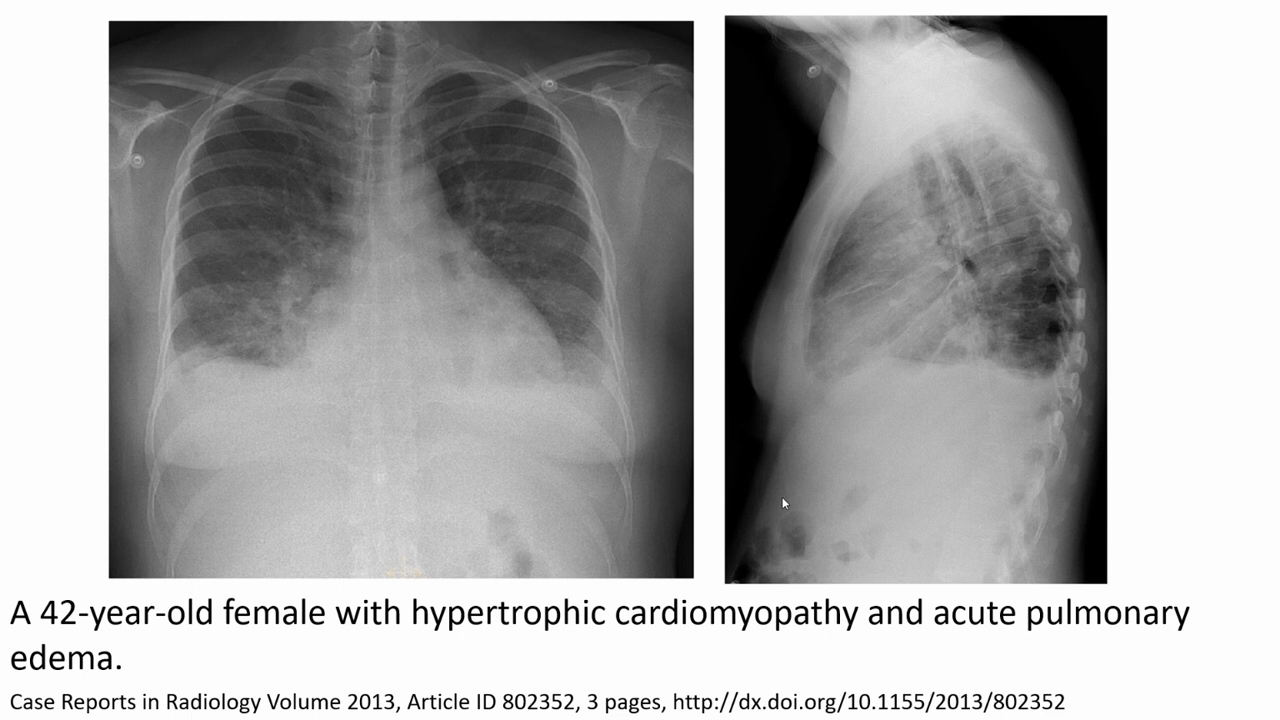 A 42-year-old female with hypertrophic cardiomyopathy and acute pulmonary
edema.
Case Reports in Radiology Volume 2013, Article ID 802352, 3 pages, http://dx.doi.org/10.1155/2013/802352